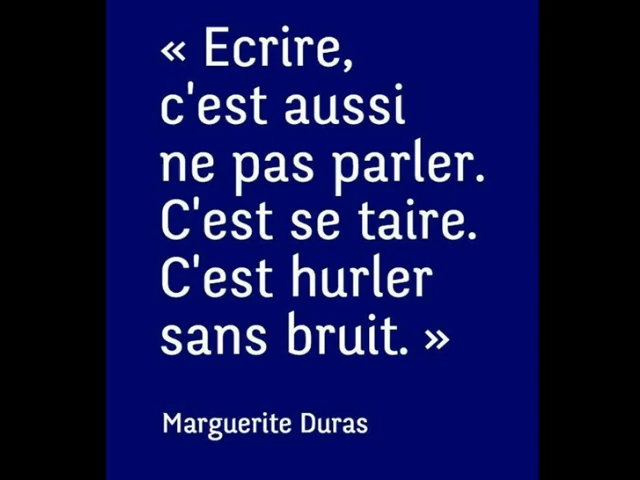 « Ecrire,
c'est aussi
ne pas parler.
C'est se taire.
C'est hurler
sans bruit. »
Marguerite Duras